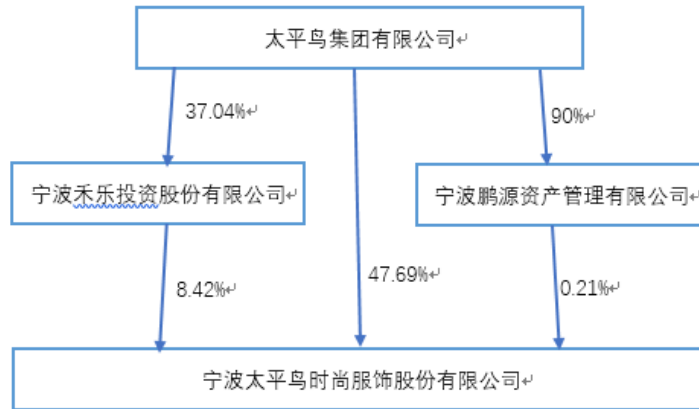 太平鸟集团有限公司
37.04%
90%
宁波禾乐投资股份有限公司
宁波鹏源资产管理有限公司
8.42%
47.69%
0.21%
宁波太平鸟时尚服饰股份有限公司